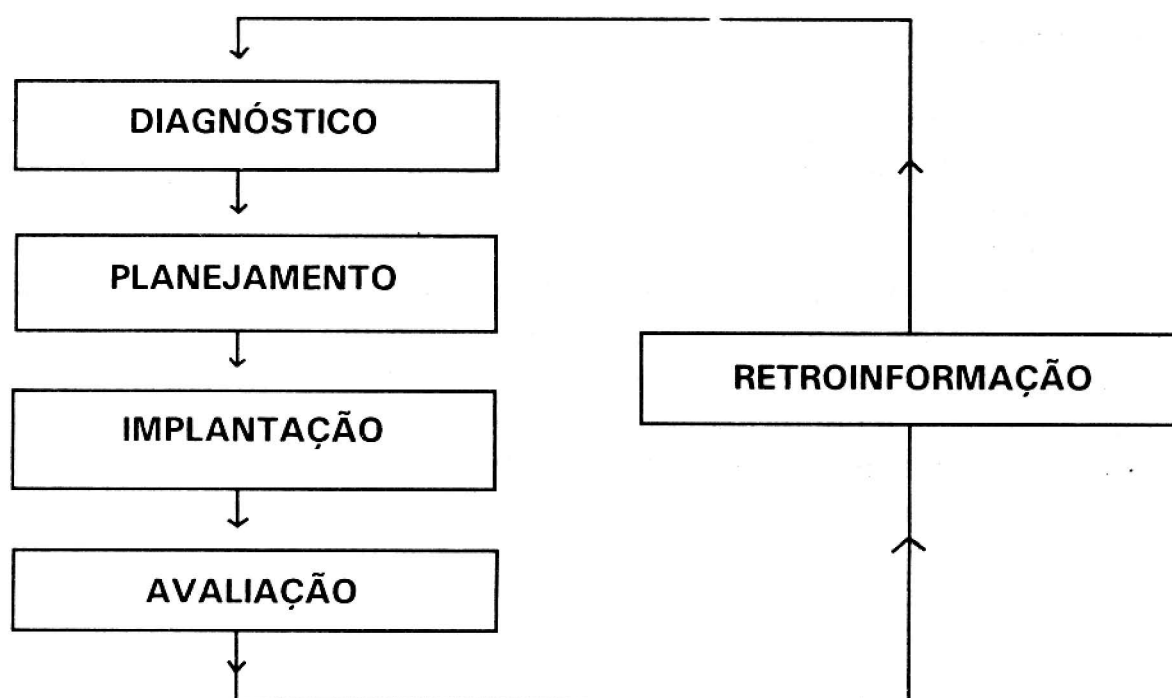 DIAGNÓSTICO
PLANEJAMENTO
IMPLANTAÇÃO
AVALIAÇÃO
RETROINFORMAÇÃO